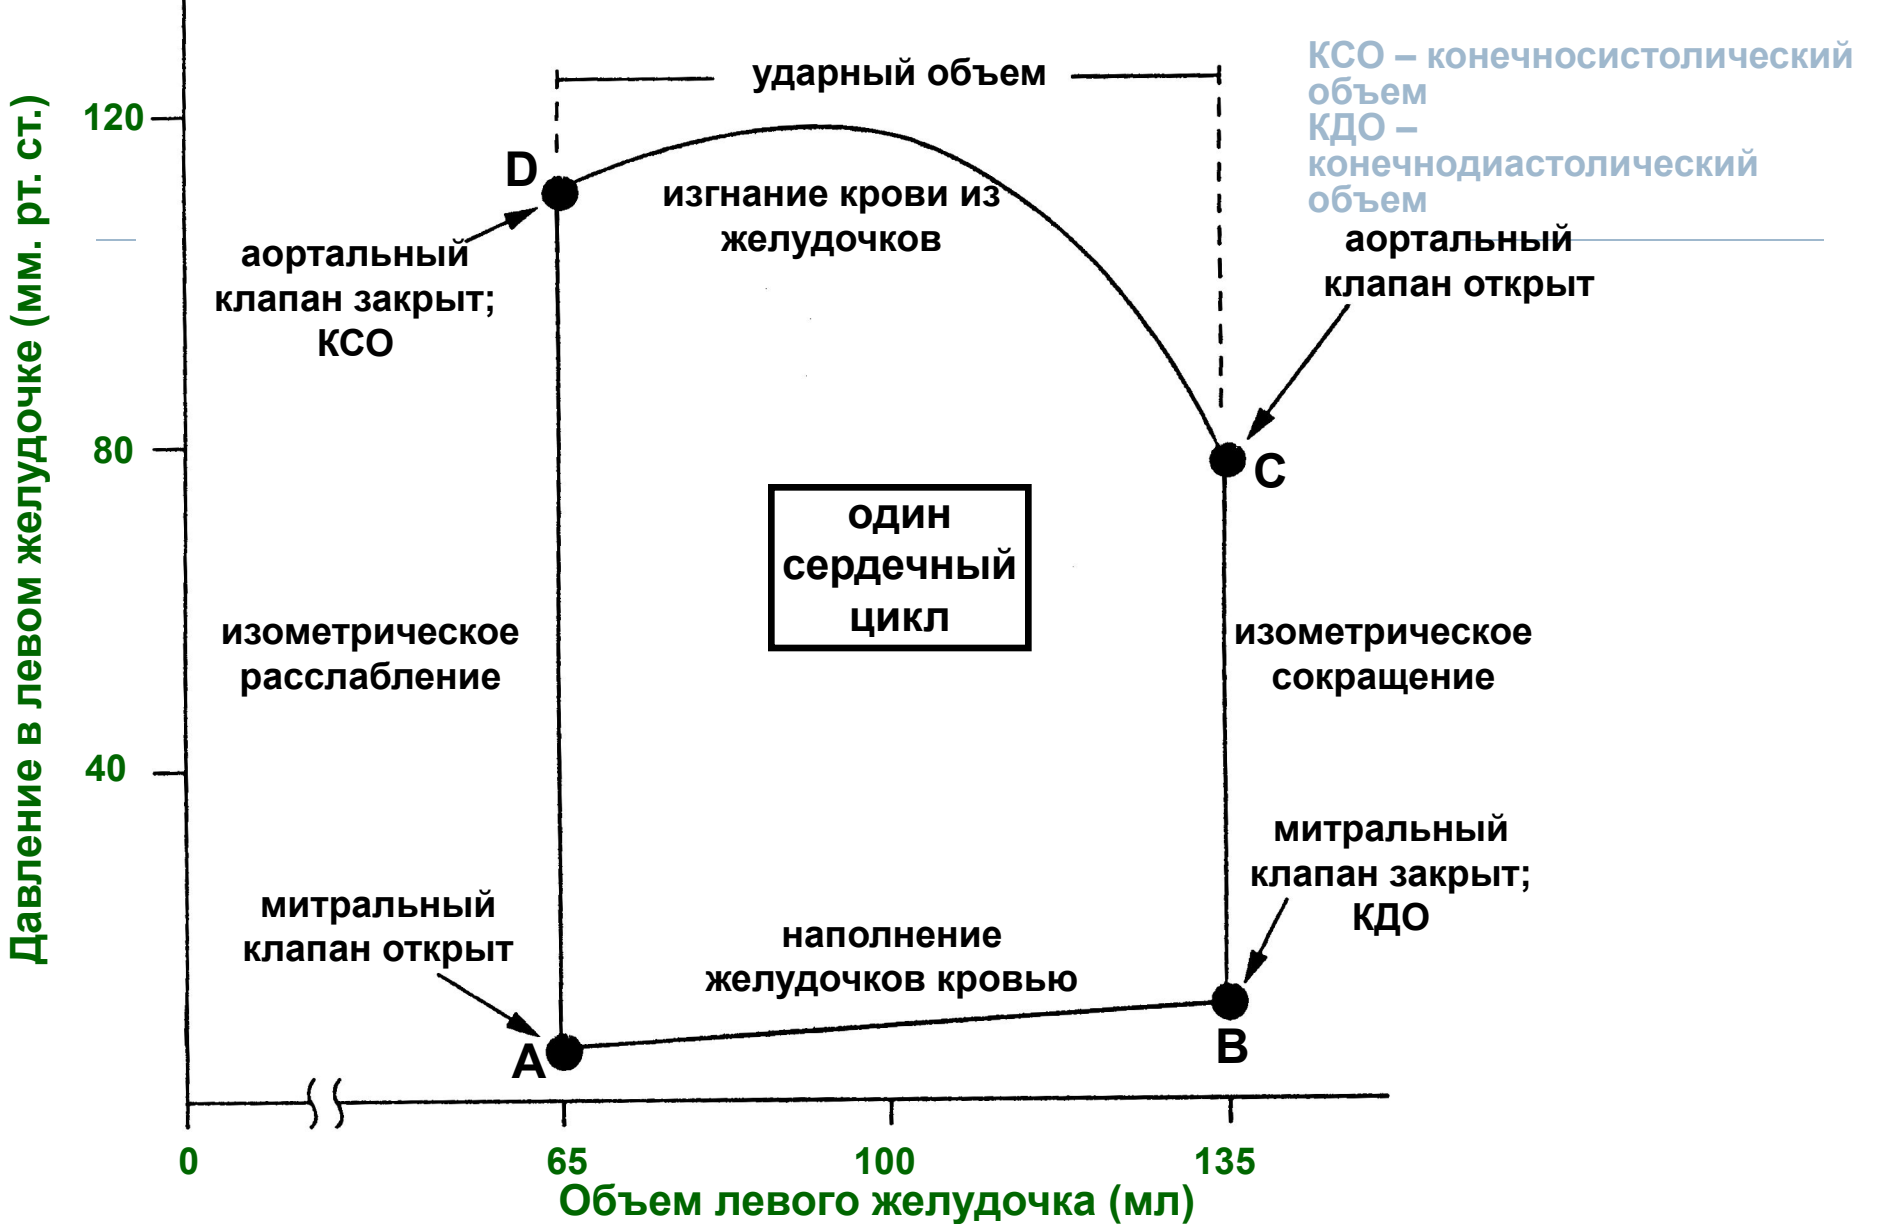 КСО – конечносистолический
объем
КДО –
конечнодиастолический
объем
ударный объем
120
D
изгнание крови из
желудочков
аортальный
клапан закрыт;
КСО
аортальный
клапан открыт
Давление в левом желудочке (мм. рт. ст.)
80
C
один
сердечный
цикл
изометрическое
расслабление
изометрическое
сокращение
40
митральный
клапан закрыт;
КДО
митральный
клапан открыт
наполнение
желудочков кровью
A
B
0
65
100
135
Объем левого желудочка (мл)